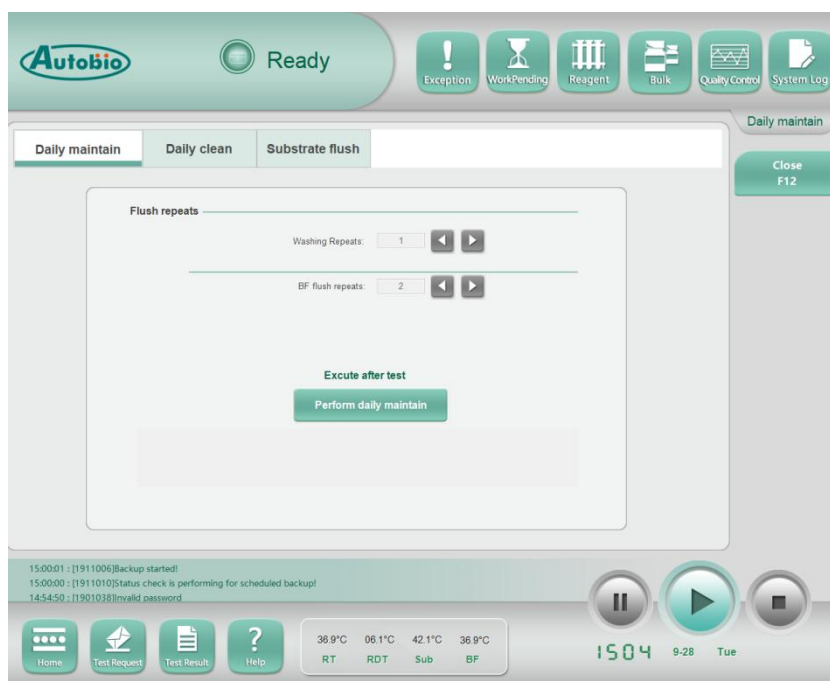 Autobio
Ready
Exception
WorkPending
Reagent
Bulk
Quality Control
System Log
Daily maintain
Close
F12
Daily maintain
Daily clean
Substrate flush
Flush repeats
Washing Repeats: 1
BF flush repeats: 2
Excute after test
Perform daily maintain
15:00:01 : [1911006]Backup started!
15:00:00 : [1911010]Status check is performing for scheduled backup!
14:54:50 : [1901038]Invalid password
Home
Test Request
Test Result
?
Help
36.9°C 06.1°C 42.1°C 36.9°C
RT RDT Sub BF
1504 9-28 Tue